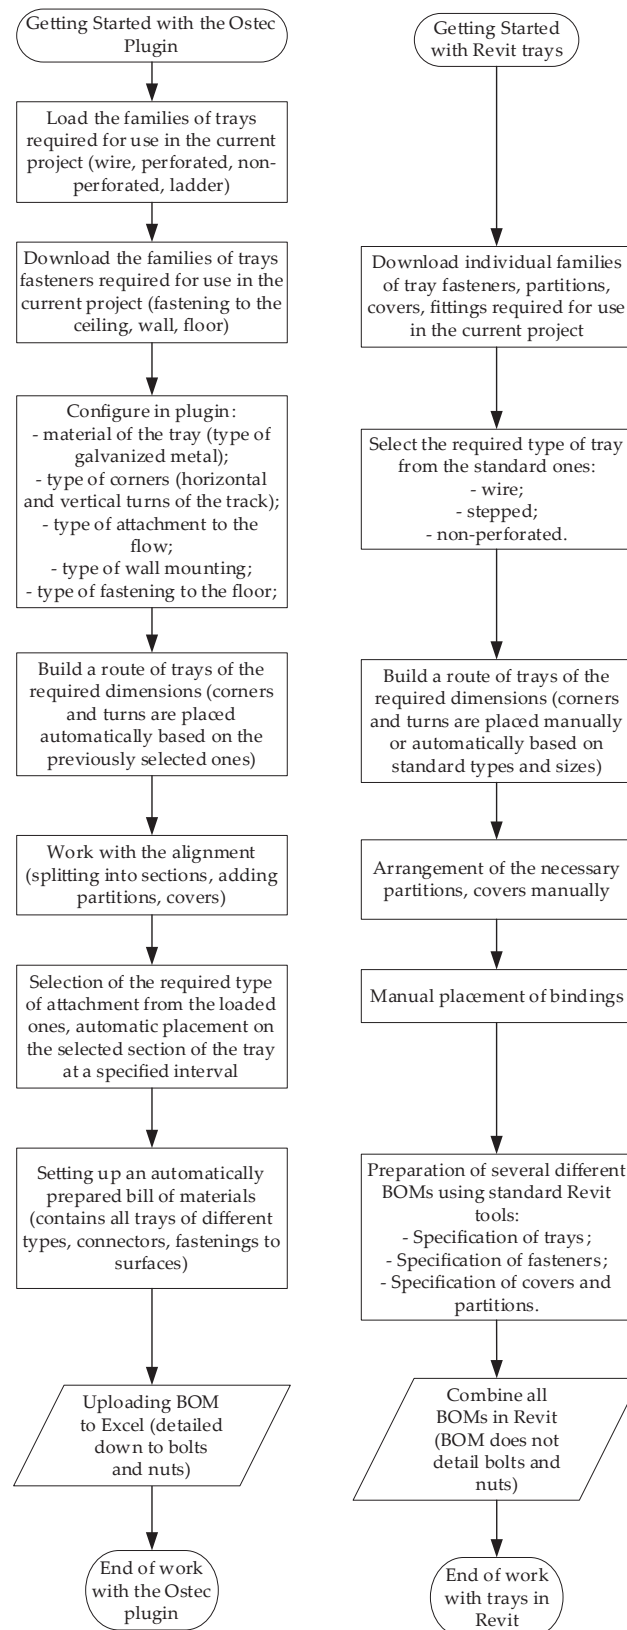 Getting Started with the Ostec
Plugin
Load the families of trays
required for use in the current
project (wire, perforated, non-
perforated, ladder)
Download the families of trays
fasteners required for use in the
current project (fastening to the
ceiling, wall, floor)
Configure in plugin:
- material of the tray (type of
galvanized metal);
- type of corners (horizontal
and vertical turns of the track);
- type of attachment to the
flow;
- type of wall mounting;
- type of fastening to the floor;
Build a route of trays of the
required dimensions (corners
and turns are placed
automatically based on the
previously selected ones)
Work with the alignment
(splitting into sections, adding
partitions, covers)
Selection of the required type
of attachment from the loaded
ones, automatic placement on
the selected section of the tray
at a specified interval
Setting up an automatically
prepared bill of materials
(contains all trays of different
types, connectors, fastenings to
surfaces)
Uploading BOM
to Excel (detailed
down to bolts
and nuts)
End of work
with the Ostec
plugin
Getting Started
with Revit trays
Download individual families
of tray fasteners, partitions,
covers, fittings required for use
in the current project
Select the required type of tray
from the standard ones:
- wire;
- stepped;
- non-perforated.
Build a route of trays of the
required dimensions (corners
and turns are placed manually
or automatically based on
standard types and sizes)
Arrangement of the necessary
partitions, covers manually
Manual placement of bindings
Preparation of several different
BOMs using standard Revit
tools:
- Specification of trays;
- Specification of fasteners;
- Specification of covers and
partitions.
Combine all
BOMs in Revit
(BOM does not
detail bolts and
nuts)
End of work
with trays in
Revit